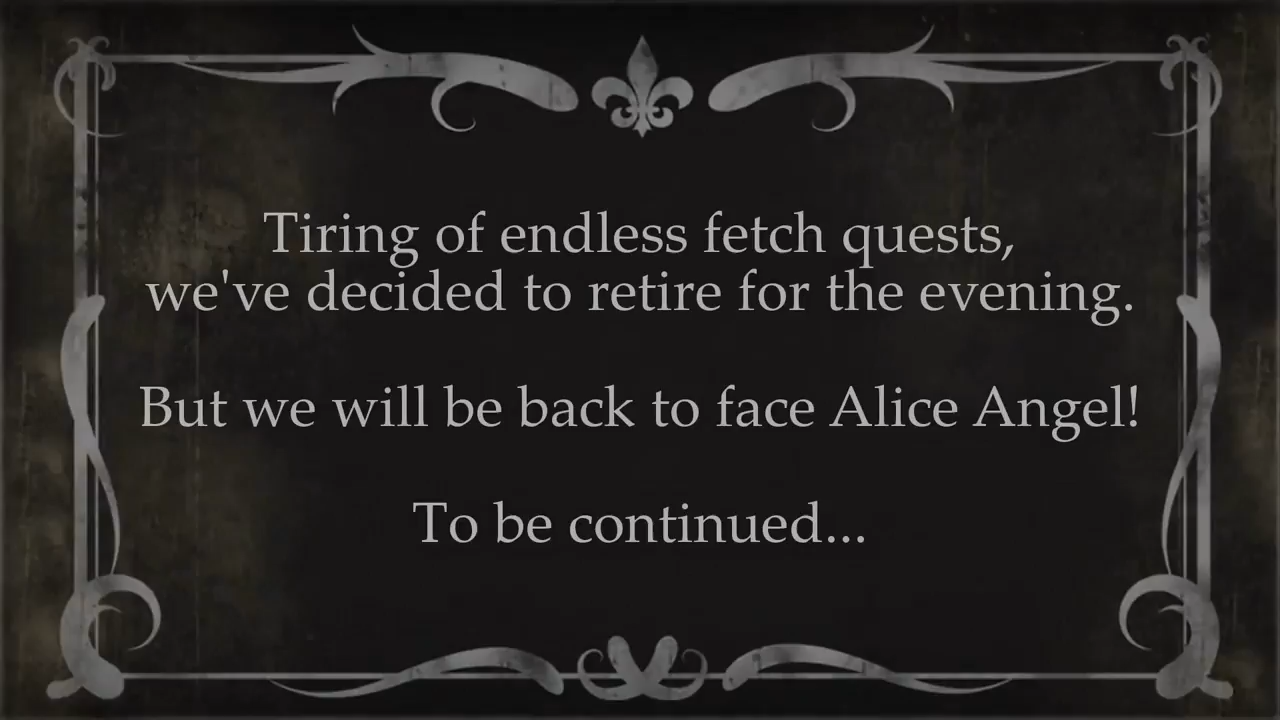 Tiring of endless fetch quests,
we've decided to retire for the evening.
But we will be back to face Alice Angel!
To be continued...